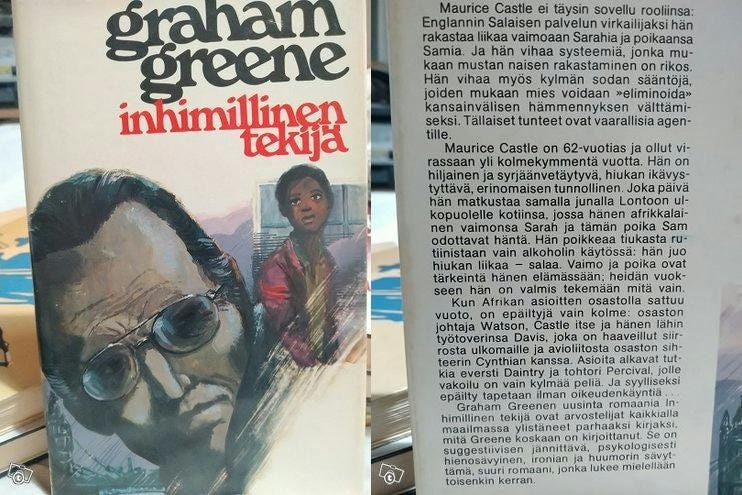 graham
greene
inhimillinen
tekijä
Maurice Castle ei täysin sovellu rooliinsa:
Englannin Salaisen palvelun virkailijaksi hän
rakastaa liikaa vaimoaan Sarahia ja poikaansa
Samia. Ja hän vihaa systeemiä, jonka mu-
kaan mustan naisen rakastaminen on rikos.
Hän vihaa myös kylmän sodan sääntöjä,
joiden mukaan mies voidaan »eliminoida»
kansainvälisen hämmennyksen välttämi-
seksi. Tällaiset tunteet ovat vaarallisia agen-
tille.
Maurice Castle on 62-vuotias ja ollut vi-
rassaan yli kolmekymmentä vuotta. Hän on
hiljainen ja syrjäänvetäytyvä, hiukan ikävys-
tyttävä, erinomaisen tunnollinen. Joka päivä
hän matkustaa samalla junalla Lontoon ul-
kopuolelle kotiinsa, jossa hänen afrikkalai-
nen vaimonsa Sarah ja tämän poika Sam
odottavat häntä. Hän poikkeaa tiukasta ru-
tiinistaan vain alkoholin käytössä: hän juo
hiukan liikaa – salaa. Vaimo ja poika ovat
tärkeintä hänen elämässään; heidän vuok-
seen hän on valmis tekemään mitä vain.
Kun Afrikan asioitten osastolla sattuu
vuoto, on epäiltyjä vain kolme: osaston
johtaja Watson, Castle itse ja hänen lähin
työtoverinsa Davis, joka on haaveillut siir-
rosta ulkomaille ja avioliitosta osaston sih-
teerin Cynthian kanssa. Asioita alkavat tut-
kia eversti Daintry ja tohtori Percival, jolle
vakoilu on vain kylmää peliä. Ja syylliseksi
epäilty tapetaan ilman oikeudenkäyntiä . . .
Graham Greenen uusinta romaania In-
himillinen tekijä ovat arvostelijat kaikkialla
maailmassa ylistäneet parhaaksi kirjaksi,
mitä Greene koskaan on kirjoittanut. Se on
suggestiivisen jännittävä, psykologisesti
hienosävyinen, ironian ja huumorin sävyt-
tämä, suuri romaani, jonka lukee mielellään
toisenkin kerran.